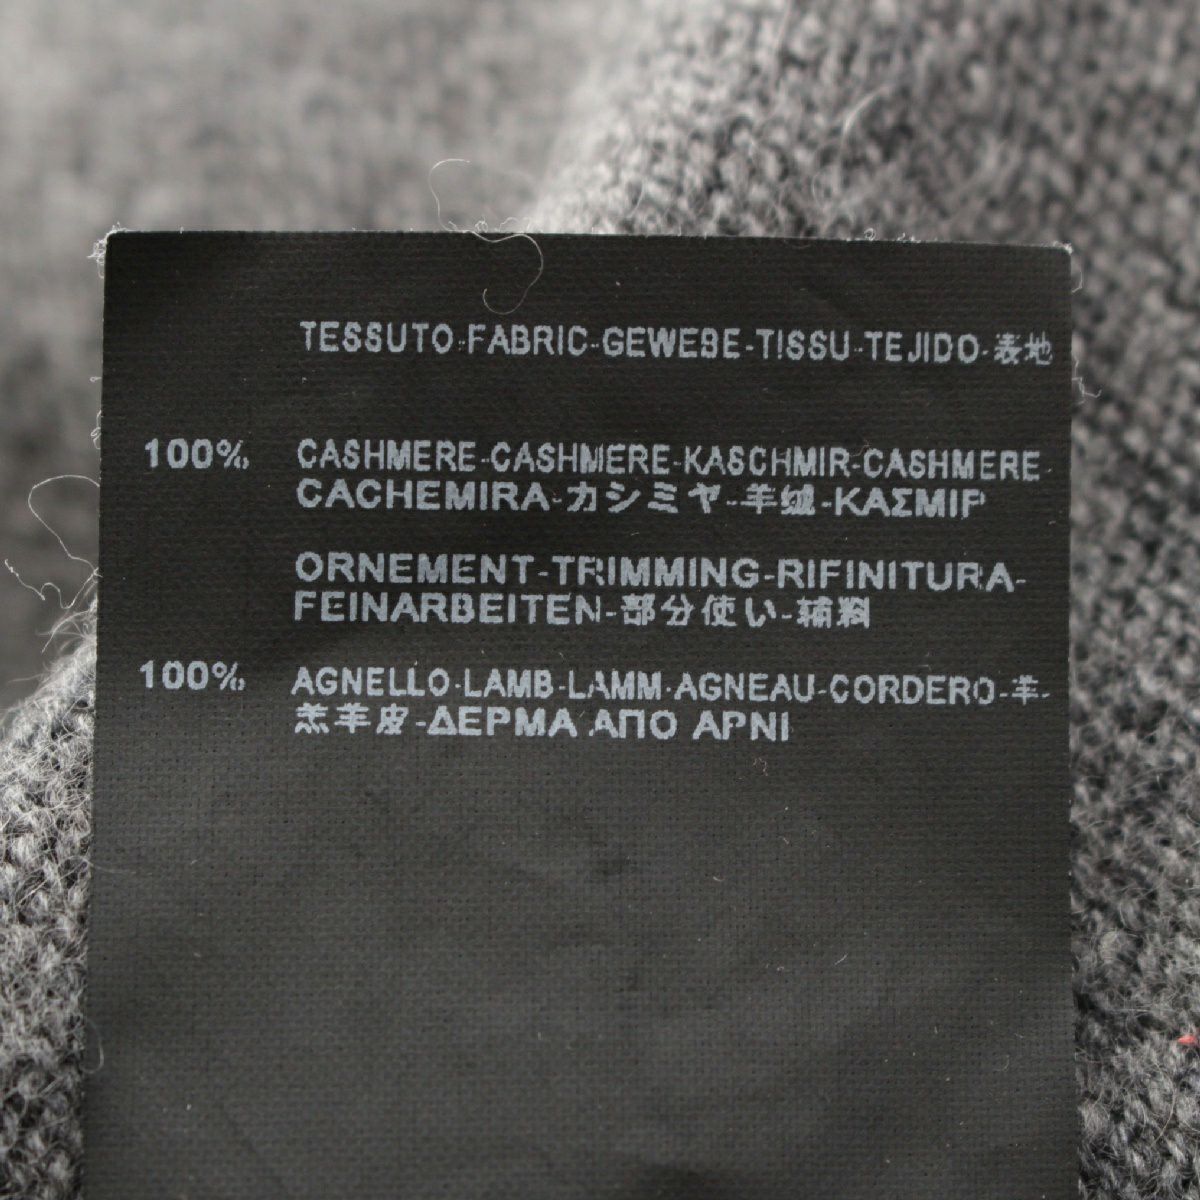 TESSUTO-FABRIC-GEWEBE-TISSU-TEJIDO-表地
100% CASHMERE-CASHMERE-KASCHMIR-CASHMERE-
CACHEMIRA-カシミヤ-羊绒-ΚΑΣΜΙΡ
ORNEMENT-TRIMMING-RIFINITURA-
FEINARBEITEN-部分使い-辅料
100% AGNELLO-LAMB-LAMM-AGNEAU-CORDERO-羊-
羔羊皮-ΔΕΡΜΑ ΑΠΟ ΑΡΝΙ